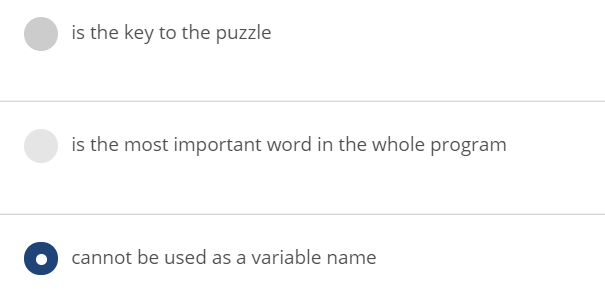 is the key to the puzzle
is the most important word in the whole program
cannot be used as a variable name